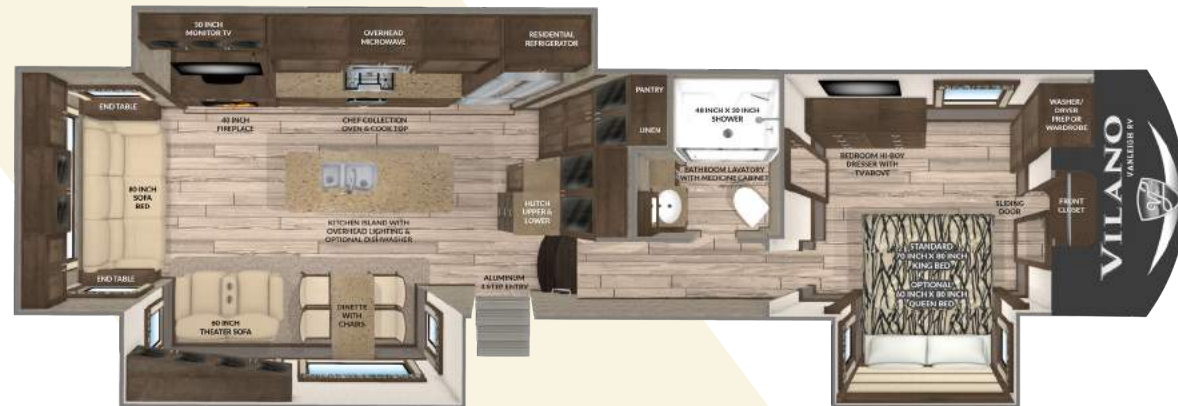 50 INCH
MONITOR TV
OVERHEAD
MICROWAVE
RESIDENTIAL
REFRIGERATOR
END TABLE
40 INCH
FIREPLACE
CHEF COLLECTION
OVEN & COOK TOP
PANTRY
LINEN
48 INCH X 30 INCH
SHOWER
WASHER/
DRYER
PREP OR
WARDROBE
BATHROOM LAVATORY
WITH MEDICINE CABINET
BEDROOM HI-BOY
DRESSER WITH
TV ABOVE
80 INCH
SOFA
BED
HUTCH
UPPER &
LOWER
SLIDING
DOOR
FRONT
CLOSET
VILANO
VANLEIGH RV
KITCHEN ISLAND WITH
OVERHEAD LIGHTING &
OPTIONAL DISHWASHER
STANDARD
70 INCH X 80 INCH
KING BED
OPTIONAL
60 INCH X 80 INCH
QUEEN BED
END TABLE
ALUMINUM
4 STEP ENTRY
60 INCH
THEATER SOFA
DINETTE
WITH
CHAIRS